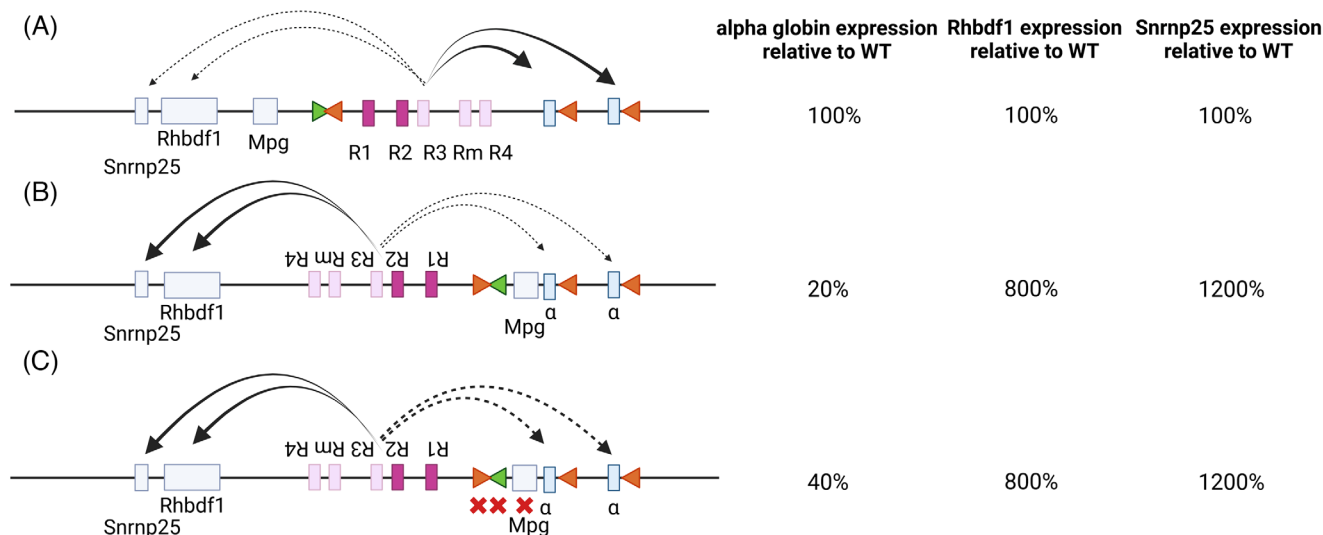 (A)
alpha globin expression relative to WT
Rhbdf1 expression relative to WT
Snrnp25 expression relative to WT
100%
100%
100%
Snrnp25
Rhbdf1
Mpg
R1
R2
R3
Rm
R4
(B)
R4
Rm
R3
R2
R1
Snrnp25
Rhbdf1
Mpg
α
α
20%
800%
1200%
(C)
R4
Rm
R3
R2
R1
Snrnp25
Rhbdf1
Mpg
α
α
40%
800%
1200%